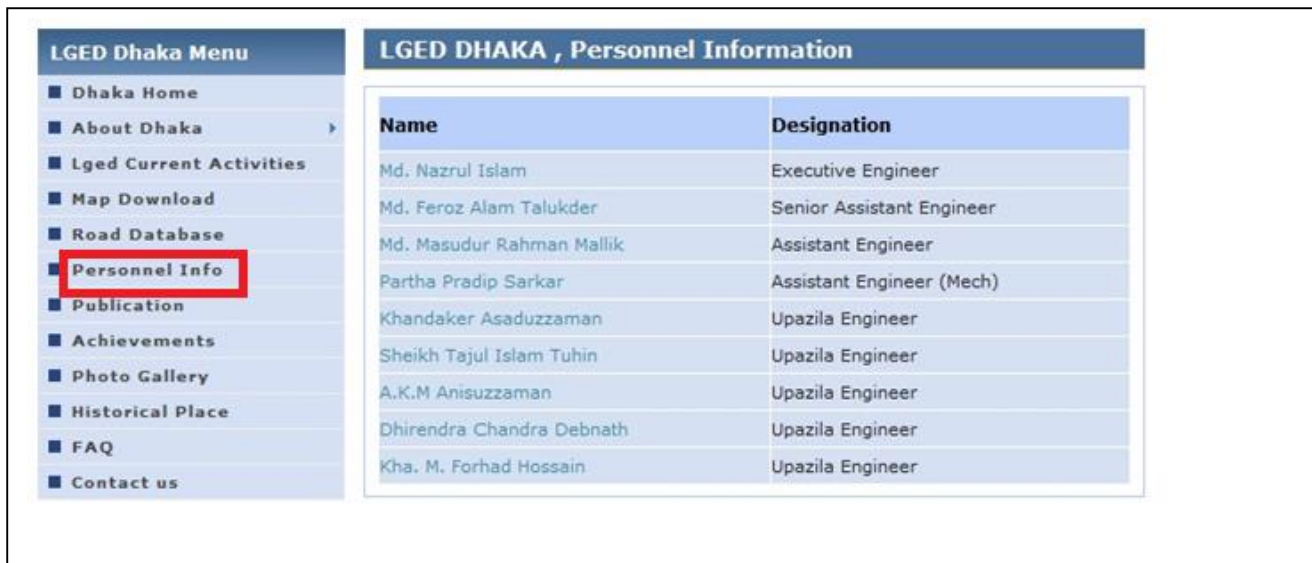 LGED Dhaka Menu
Dhaka Home
About Dhaka
Lged Current Activities
Map Download
Road Database
Personnel Info
Publication
Achievements
Photo Gallery
Historical Place
FAQ
Contact us
LGED DHAKA , Personnel Information
Name Designation
Md. Nazrul Islam Executive Engineer
Md. Feroz Alam Talukder Senior Assistant Engineer
Md. Masudur Rahman Mallik Assistant Engineer
Partha Pradip Sarkar Assistant Engineer (Mech)
Khandaker Asaduzzaman Upazila Engineer
Sheikh Tajul Islam Tuhin Upazila Engineer
A.K.M Anisuzzaman Upazila Engineer
Dhirendra Chandra Debnath Upazila Engineer
Kha. M. Forhad Hossain Upazila Engineer